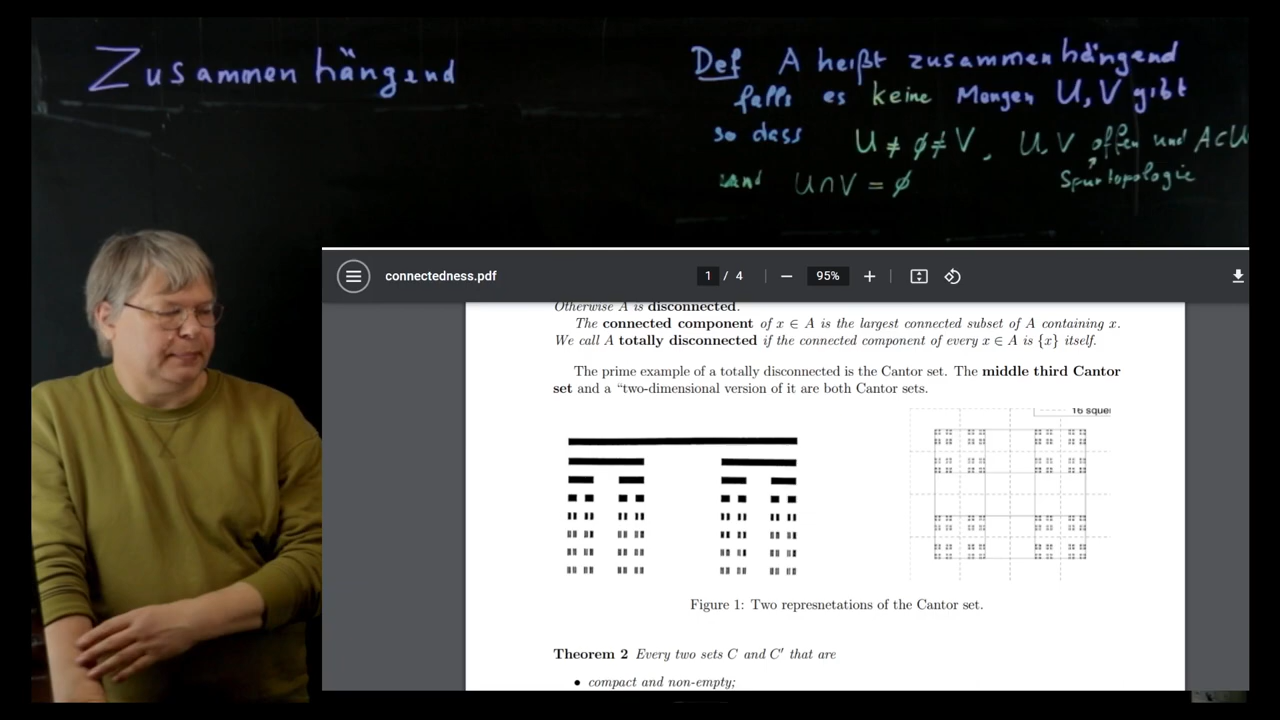 Zusammenhängend
Def A heißt zusammenhängend
falls es keine Mengen U, V gibt
so dass U ≠ ∅ ≠ V, U, V offen und A ⊂ U
Spurtopologie
und U ∩ V = ∅
connectedness.pdf
1 / 4
95%
Otherwise A is disconnected.
The connected component of x ∈ A is the largest connected subset of A containing x.
We call A totally disconnected if the connected component of every x ∈ A is {x} itself.
The prime example of a totally disconnected is the Cantor set. The middle third Cantor
set and a “two-dimensional version of it are both Cantor sets.
16 squer
Figure 1: Two represnetations of the Cantor set.
Theorem 2 Every two sets C and C′ that are
• compact and non-empty;